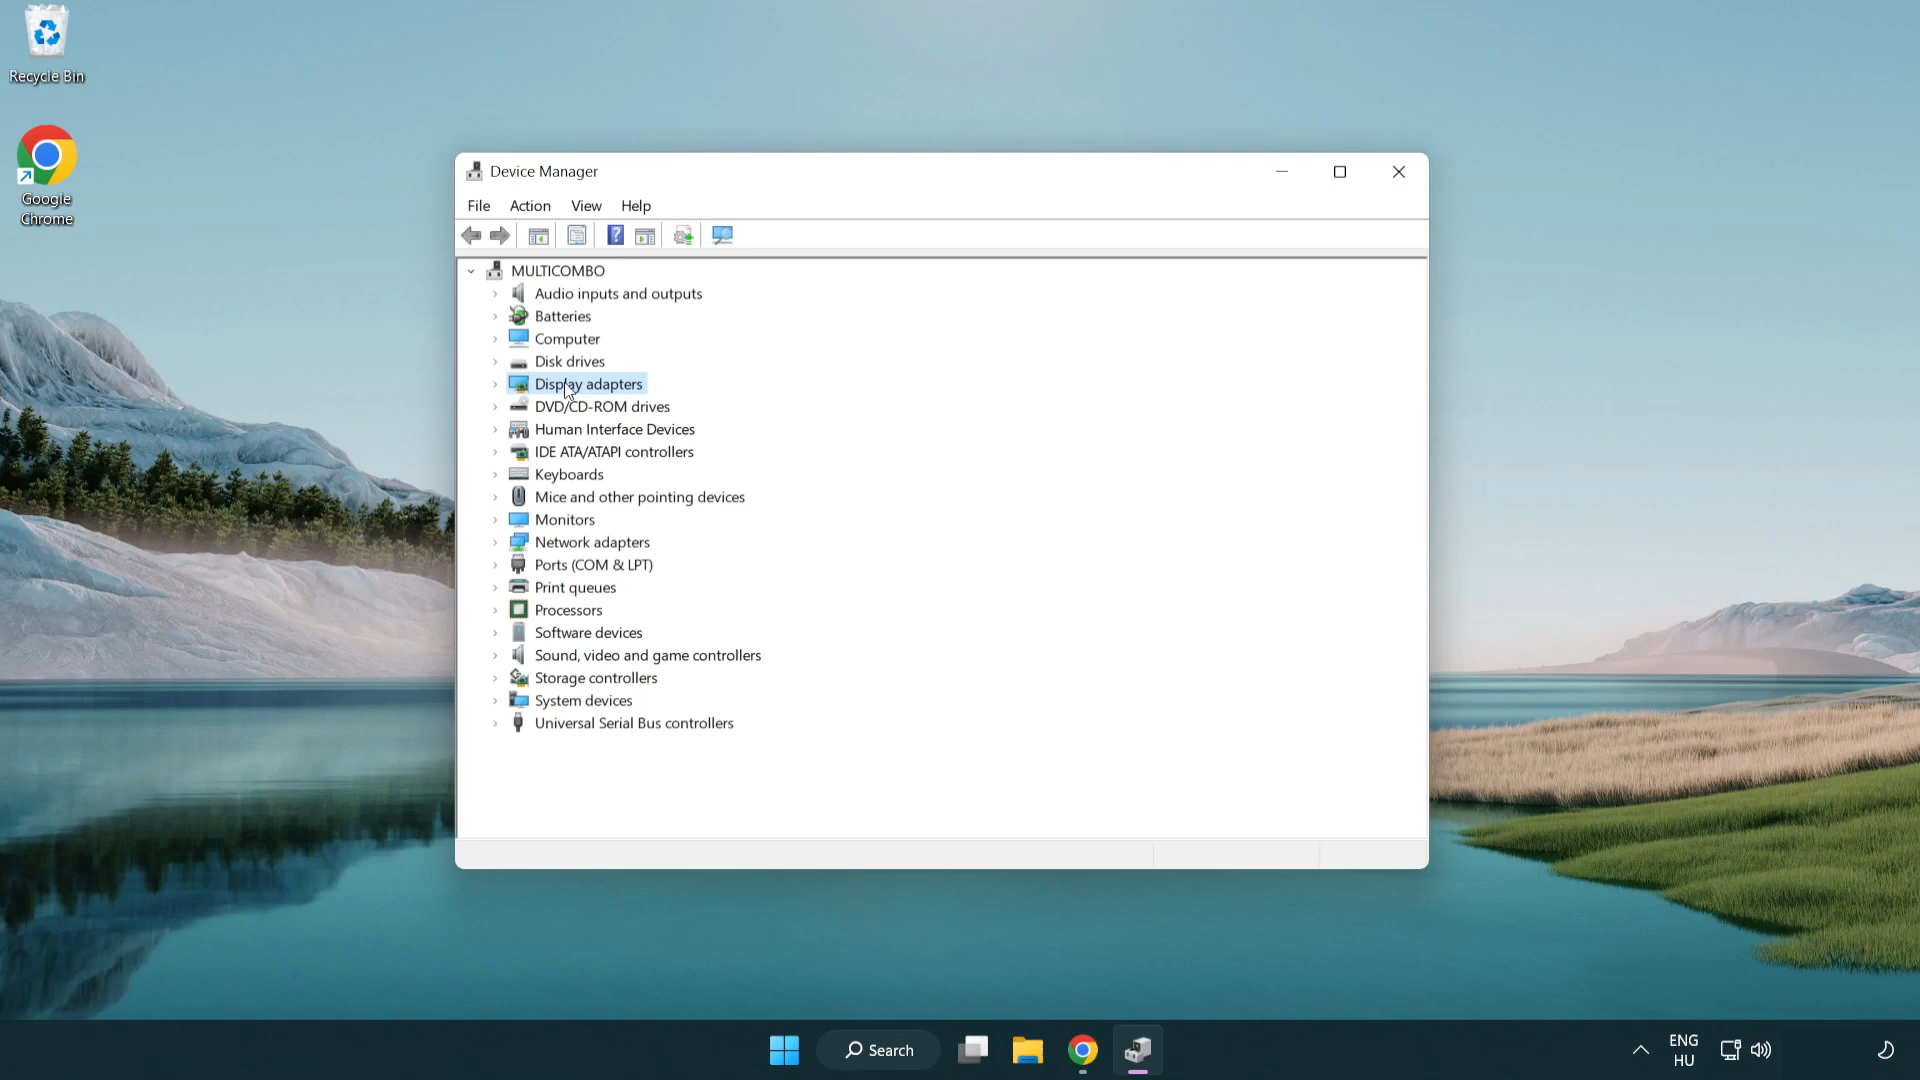 Recycle Bin
Google
Chrome
Device Manager
File Action View Help
MULTICOMBO
Audio inputs and outputs
Batteries
Computer
Disk drives
Display adapters
DVD/CD-ROM drives
Human Interface Devices
IDE ATA/ATAPI controllers
Keyboards
Mice and other pointing devices
Monitors
Network adapters
Ports (COM & LPT)
Print queues
Processors
Software devices
Sound, video and game controllers
Storage controllers
System devices
Universal Serial Bus controllers
Search
ENG
HU